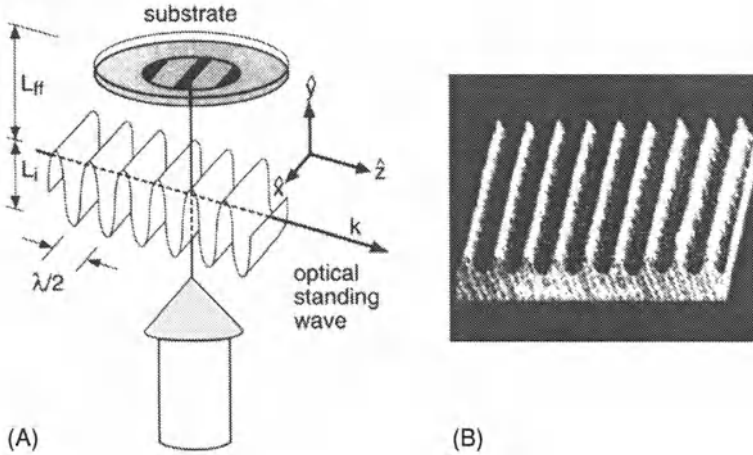 substrate
L_ff
L_i
λ/2
ŷ
ẑ
x̂
k
optical
standing
wave
(A)
(B)